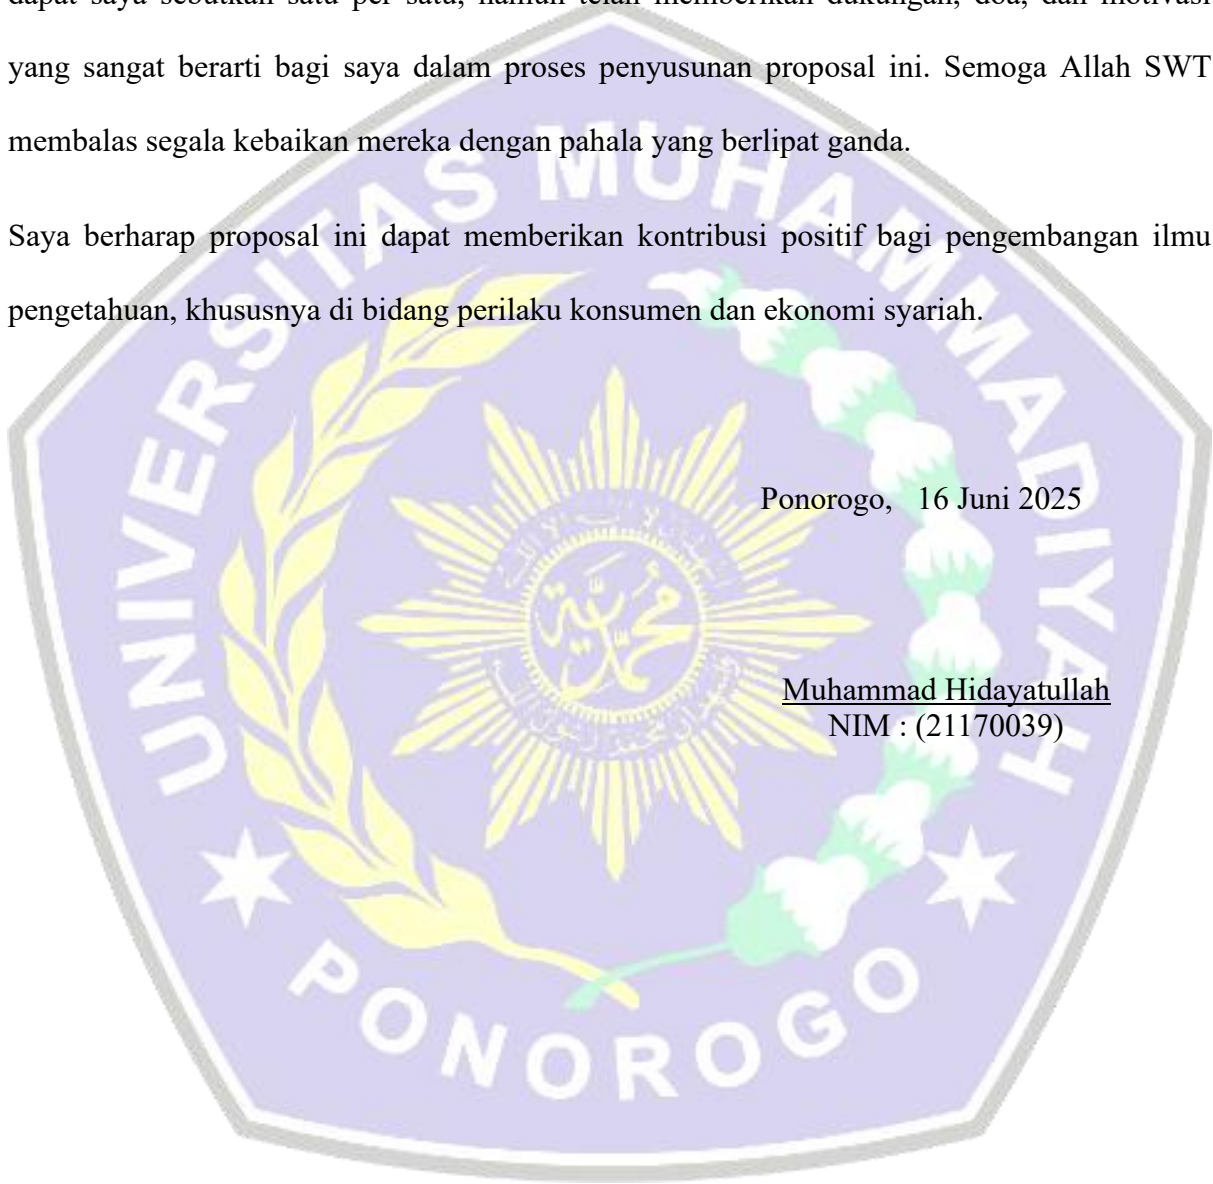 dapat saya sebutkan satu per satu, namun telah memberikan dukungan, doa, dan motivasi
yang sangat berarti bagi saya dalam proses penyusunan proposal ini. Semoga Allah SWT
membalas segala kebaikan mereka dengan pahala yang berlipat ganda.
Saya berharap proposal ini dapat memberikan kontribusi positif bagi pengembangan ilmu
pengetahuan, khususnya di bidang perilaku konsumen dan ekonomi syariah.
Ponorogo, 16 Juni 2025
Muhammad Hidayatullah
NIM : (21170039)
UNIVERSITAS MUHAMMADIYAH
PONOROGO
محمدية